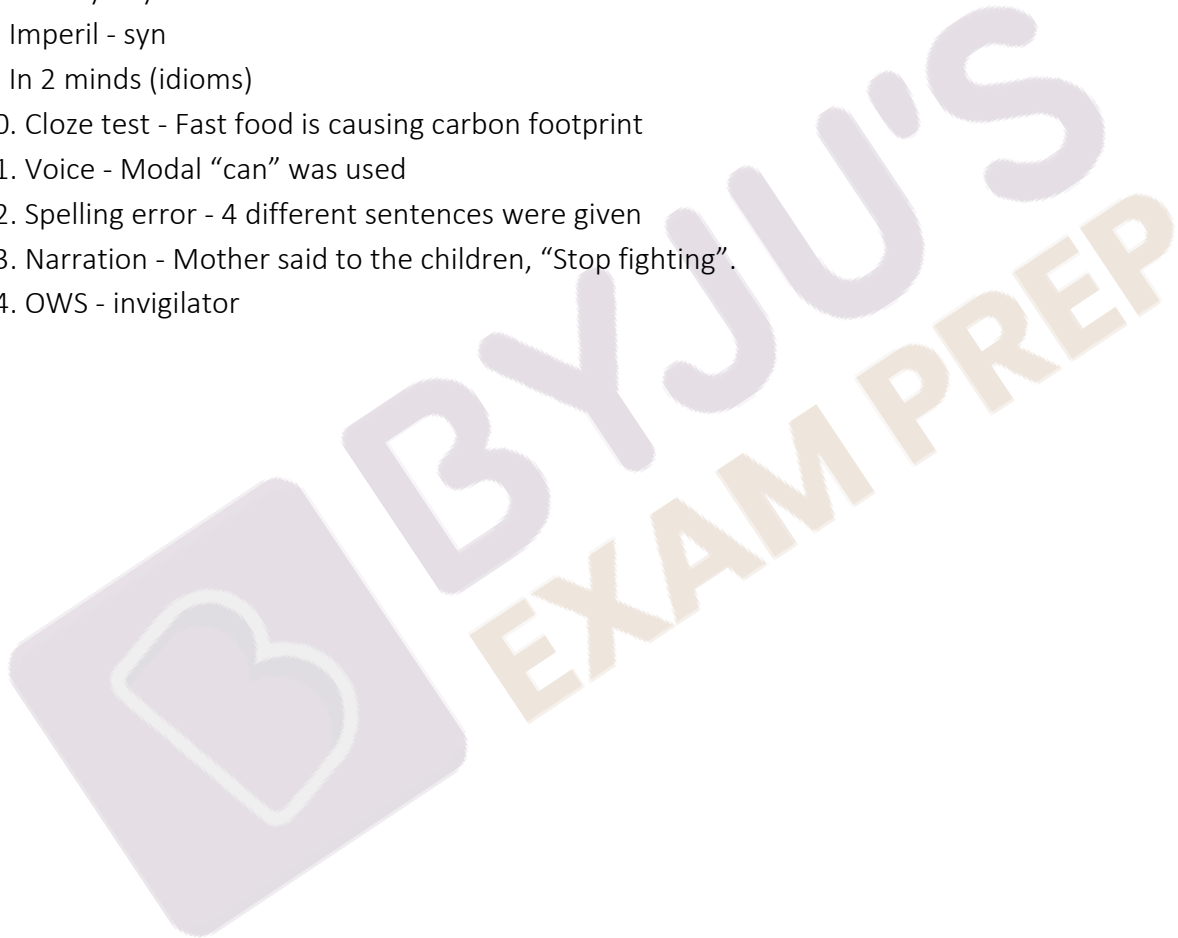 Imperil - syn
In 2 minds (idioms)
0. Cloze test - Fast food is causing carbon footprint
1. Voice - Modal “can” was used
2. Spelling error - 4 different sentences were given
3. Narration - Mother said to the children, “Stop fighting”.
4. OWS - invigilator
BYJU'S
EXAM PREP